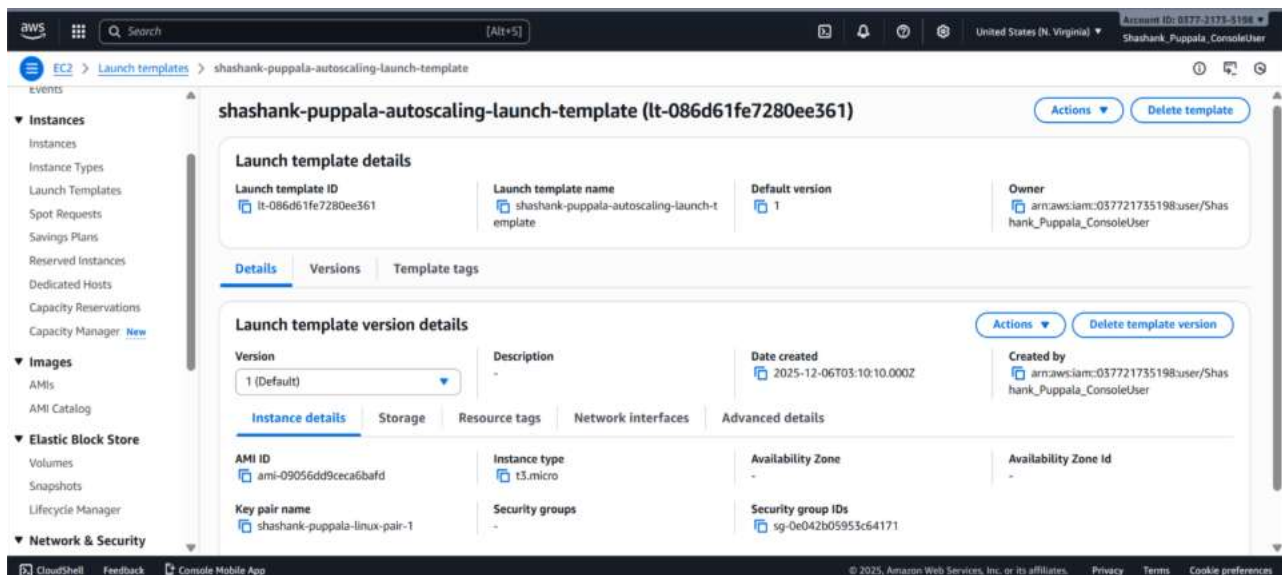 aws
Search [Alt+S]
United States (N. Virginia)
Account ID: 0377-2173-5198
Shashank_Puppala_ConsoleUser
EC2 > Launch templates > shashank-puppala-autoscaling-launch-template
Events
Instances
Instances
Instance Types
Launch Templates
Spot Requests
Savings Plans
Reserved Instances
Dedicated Hosts
Capacity Reservations
Capacity Manager New
Images
AMIs
AMI Catalog
Elastic Block Store
Volumes
Snapshots
Lifecycle Manager
Network & Security
shashank-puppala-autoscaling-launch-template (lt-086d61fe7280ee361)
Actions
Delete template
Launch template details
Launch template ID
lt-086d61fe7280ee361
Launch template name
shashank-puppala-autoscaling-launch-t
emplate
Default version
1
Owner
arn:aws:iam::037721735198:user/Shas
hank_Puppala_ConsoleUser
Details Versions Template tags
Launch template version details
Actions
Delete template version
Version
1 (Default)
Description
-
Date created
2025-12-06T03:10:10.000Z
Created by
arn:aws:iam::037721735198:user/Shas
hank_Puppala_ConsoleUser
Instance details Storage Resource tags Network interfaces Advanced details
AMI ID
ami-09056dd9ceca6bafd
Instance type
t3.micro
Availability Zone
-
Availability Zone Id
-
Key pair name
shashank-puppala-linux-pair-1
Security groups
-
Security group IDs
sg-0e042b05953c64171
CloudShell Feedback Console Mobile App
© 2025, Amazon Web Services, Inc. or its affiliates. Privacy Terms Cookie preferences